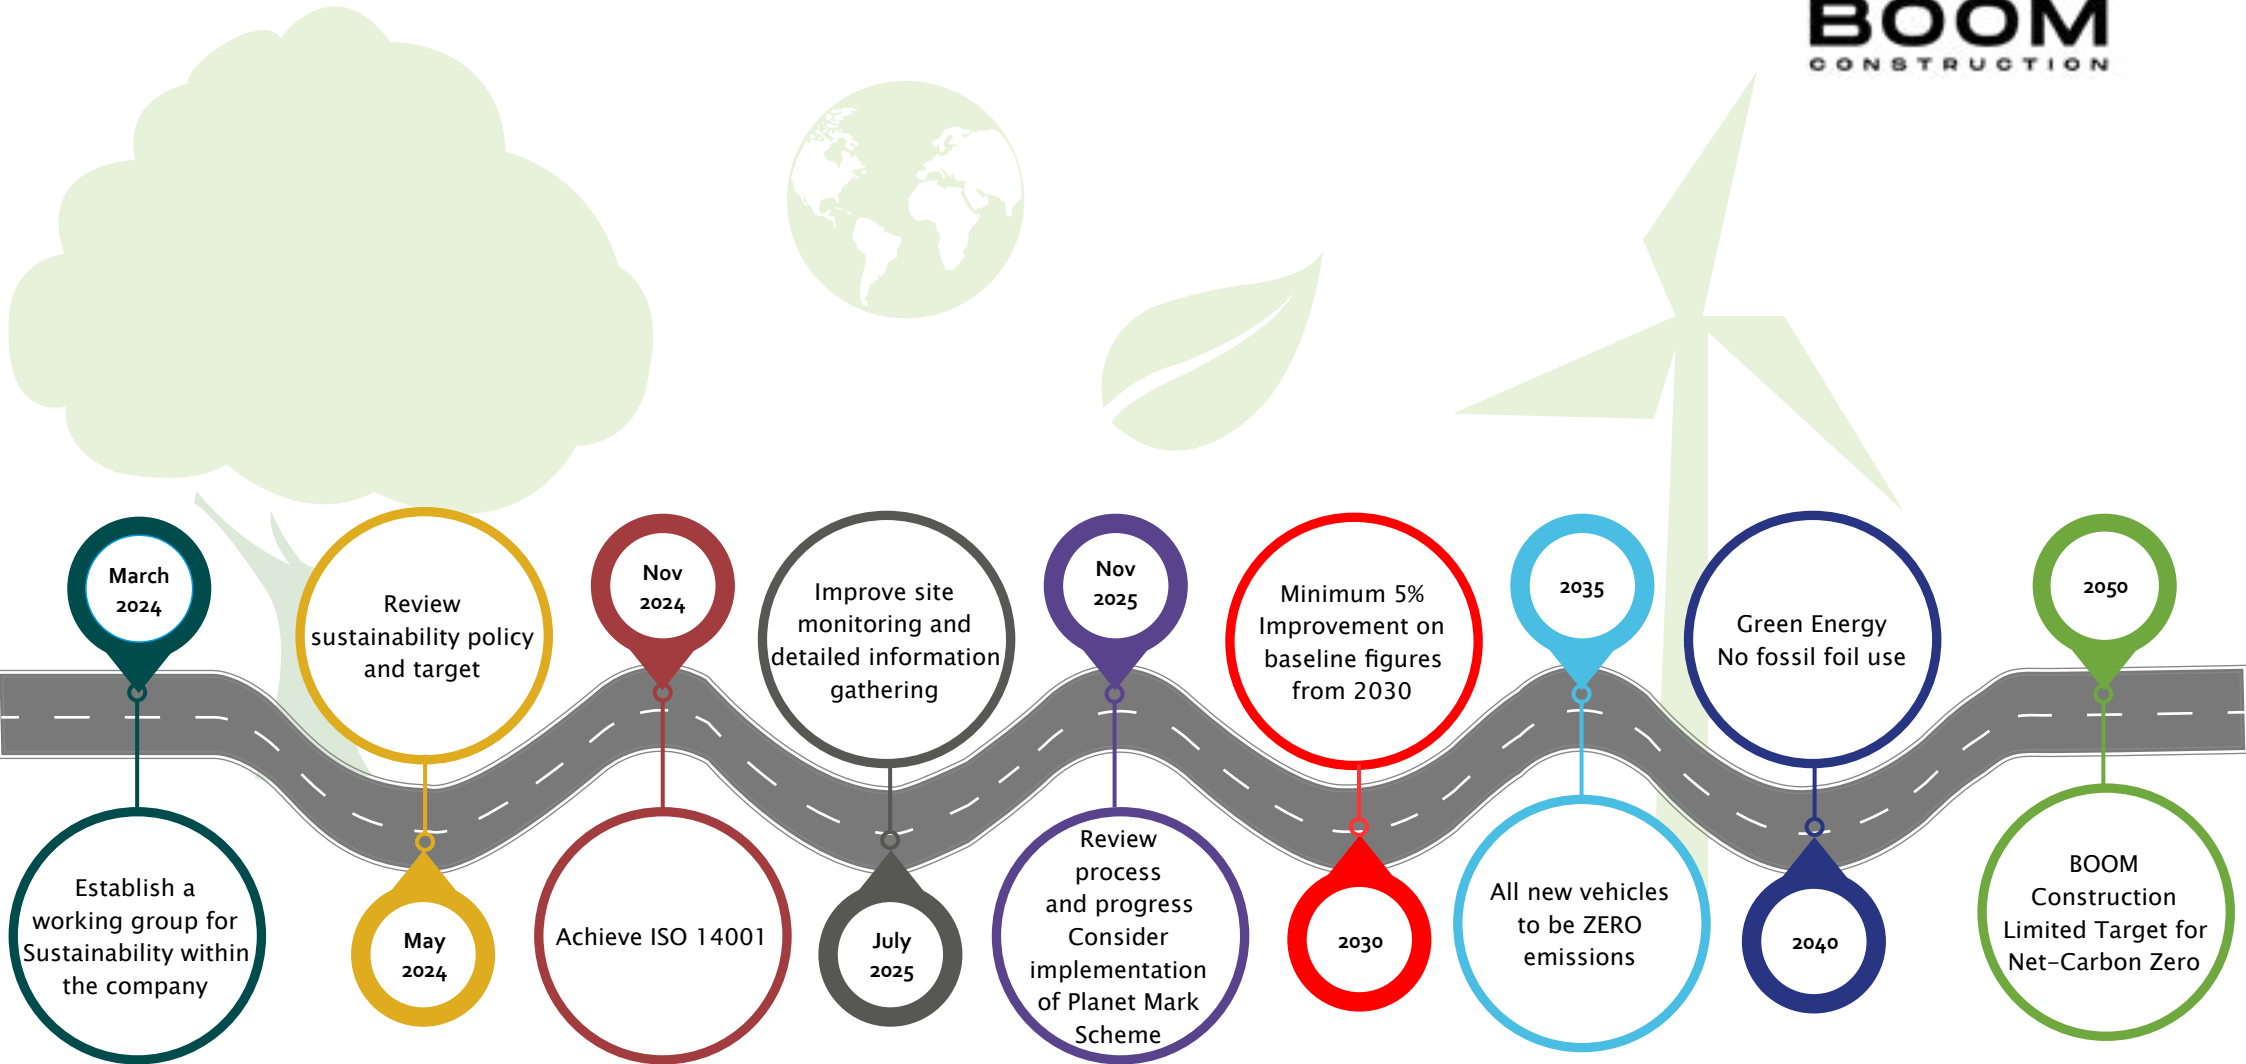 BOOM
CONSTRUCTION
March
2024
Establish a
working group for
Sustainability within
the company
Review
sustainability policy
and target
May
2024
Nov
2024
Achieve ISO 14001
Improve site
monitoring and
detailed information
gathering
July
2025
Nov
2025
Review
process
and progress
Consider
implementation
of Planet Mark
Scheme
Minimum 5%
Improvement on
baseline figures
from 2030
2030
2035
All new vehicles
to be ZERO
emissions
Green Energy
No fossil foil use
2040
2050
BOOM
Construction
Limited Target for
Net-Carbon Zero